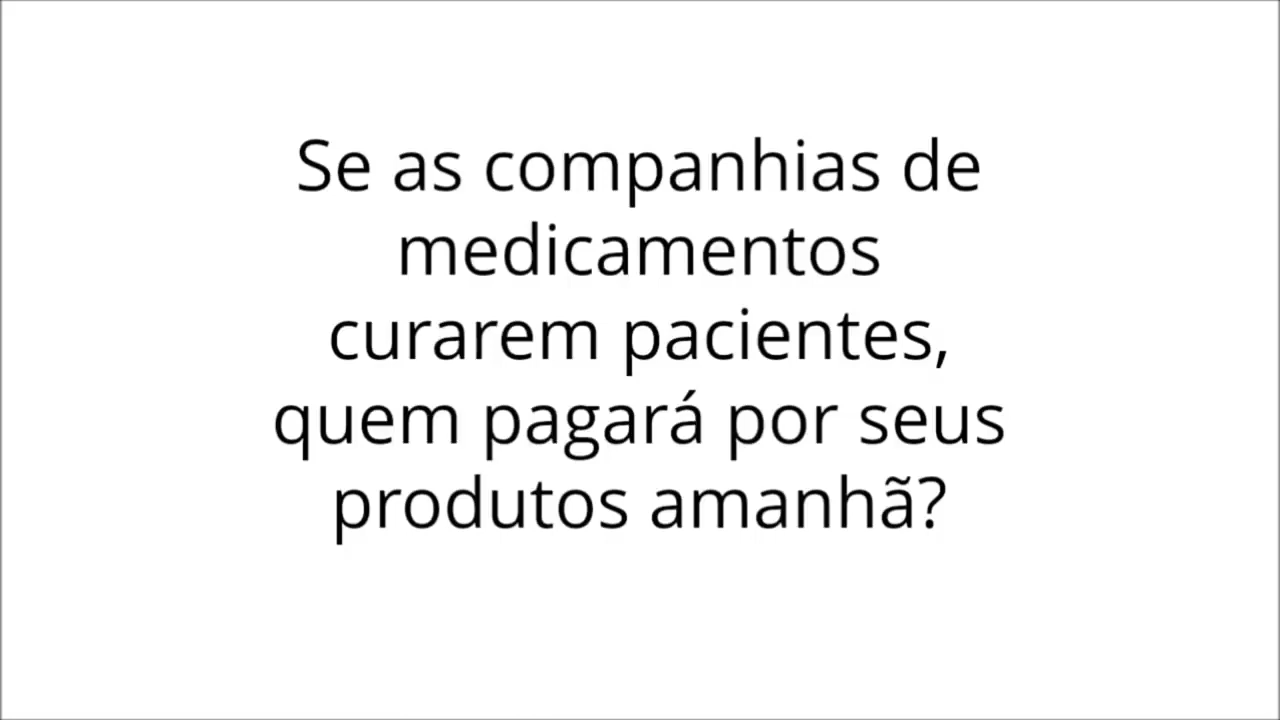 Se as companhias de
medicamentos
curarem pacientes,
quem pagará por seus
produtos amanhã?